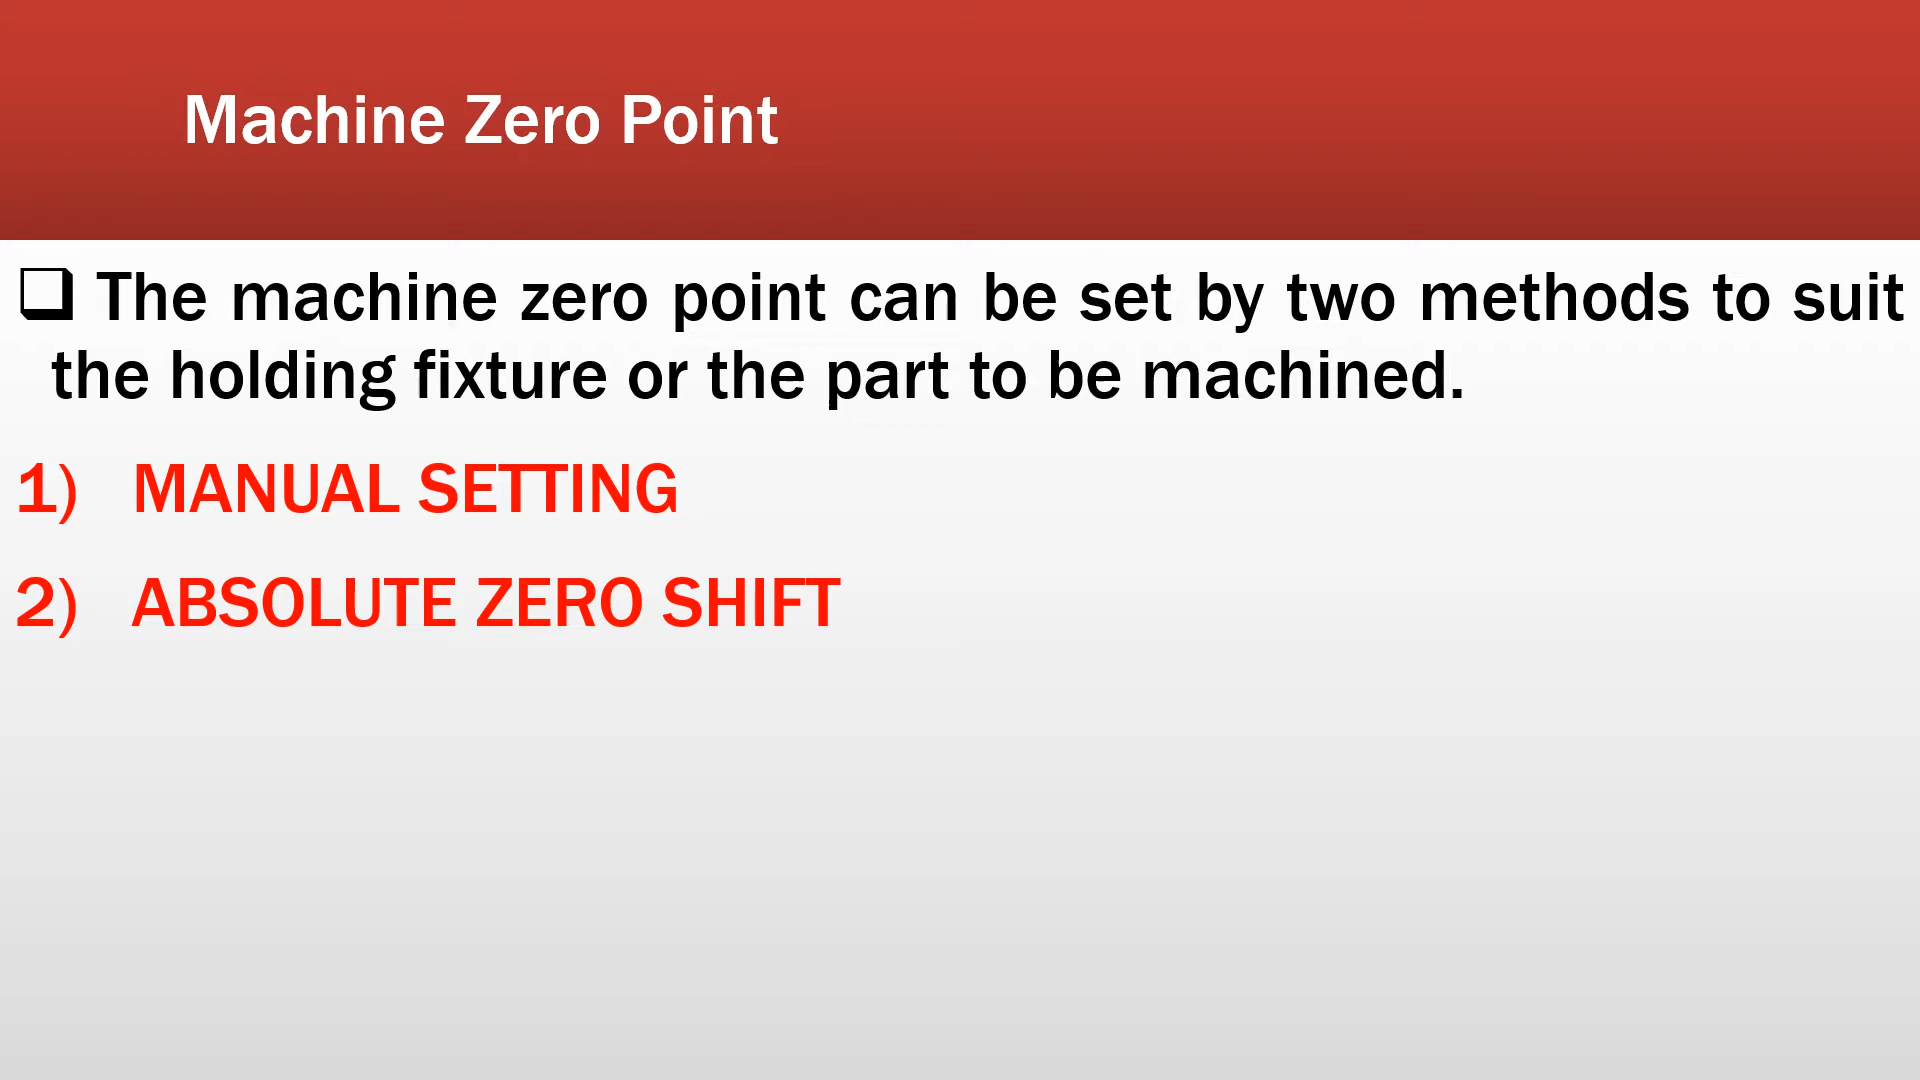 Machine Zero Point
❑ The machine zero point can be set by two methods to suit
the holding fixture or the part to be machined.
1) MANUAL SETTING
2) ABSOLUTE ZERO SHIFT